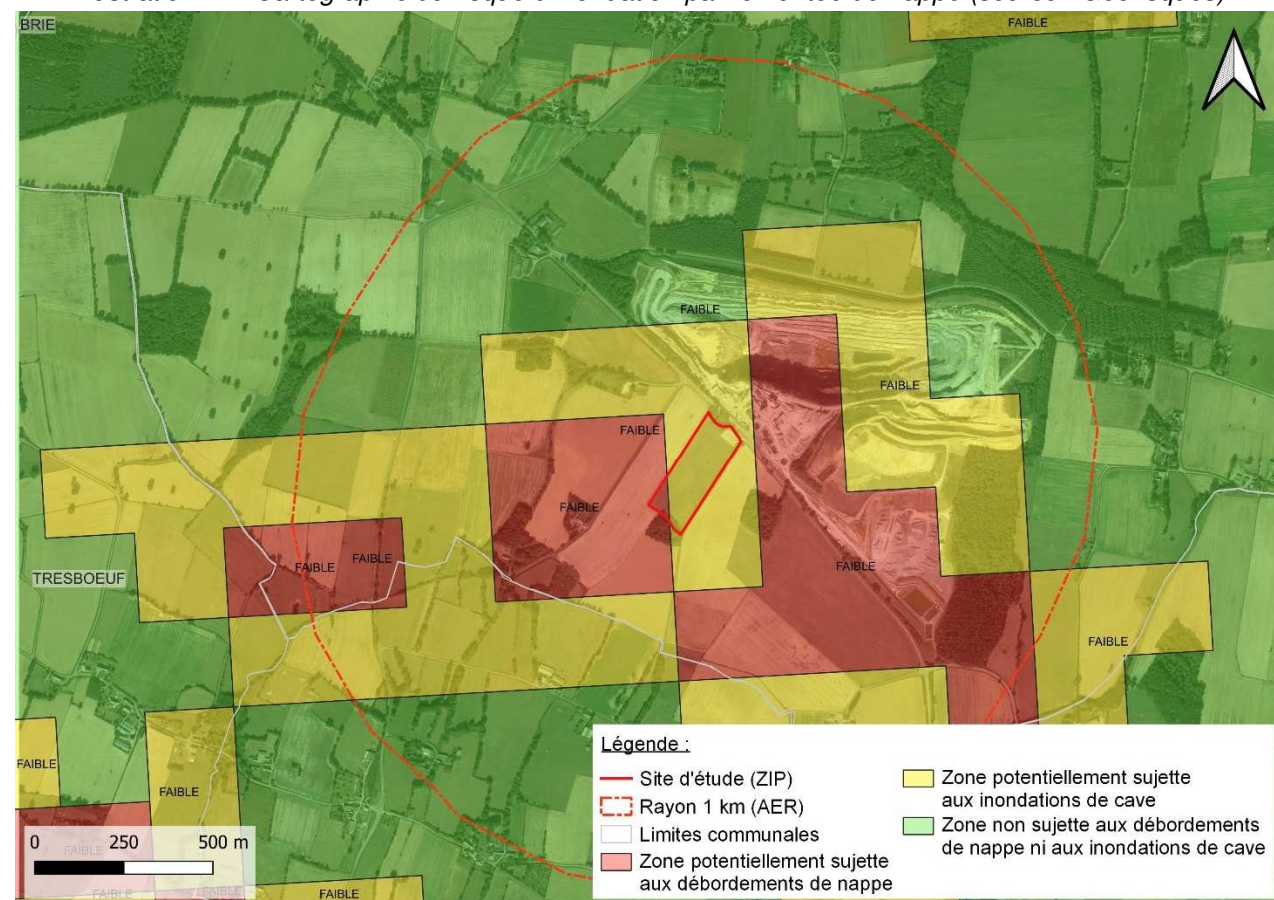 BRIE
FAIBLE
FAIBLE
FAIBLE
FAIBLE
FAIBLE
FAIBLE
FAIBLE
FAIBLE
TRESBOEUF
FAIBLE
FAIBLE
FAIBLE
FAIBLE
FAIBLE
FAIBLE
FAIBLE
FAIBLE
0 250 500 m
Légende :
Site d'étude (ZIP)
Rayon 1 km (AER)
Limites communales
Zone potentiellement sujette
aux débordements de nappe
Zone potentiellement sujette
aux inondations de cave
Zone non sujette aux débordements
de nappe ni aux inondations de cave